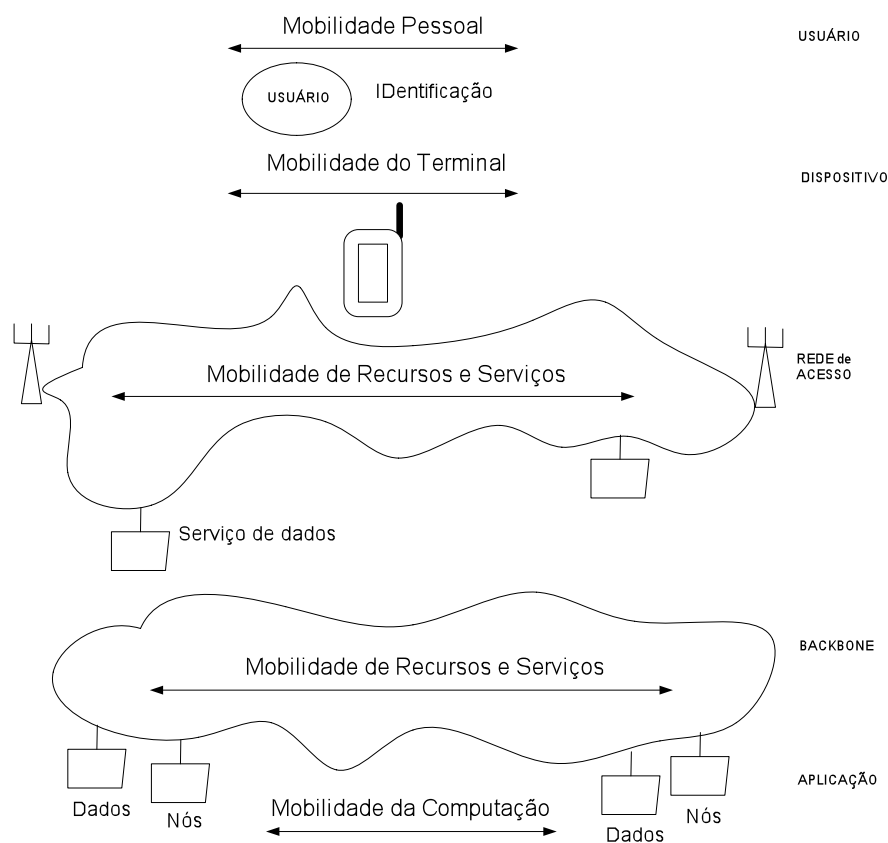 Mobilidade Pessoal
USUÁRIO
USUÁRIO
IDentificação
Mobilidade do Terminal
DISPOSITIVO
Mobilidade de Recursos e Serviços
REDE de
ACESSO
Serviço de dados
BACKBONE
Mobilidade de Recursos e Serviços
APLICAÇÃO
Dados
Nós
Mobilidade da Computação
Dados
Nós